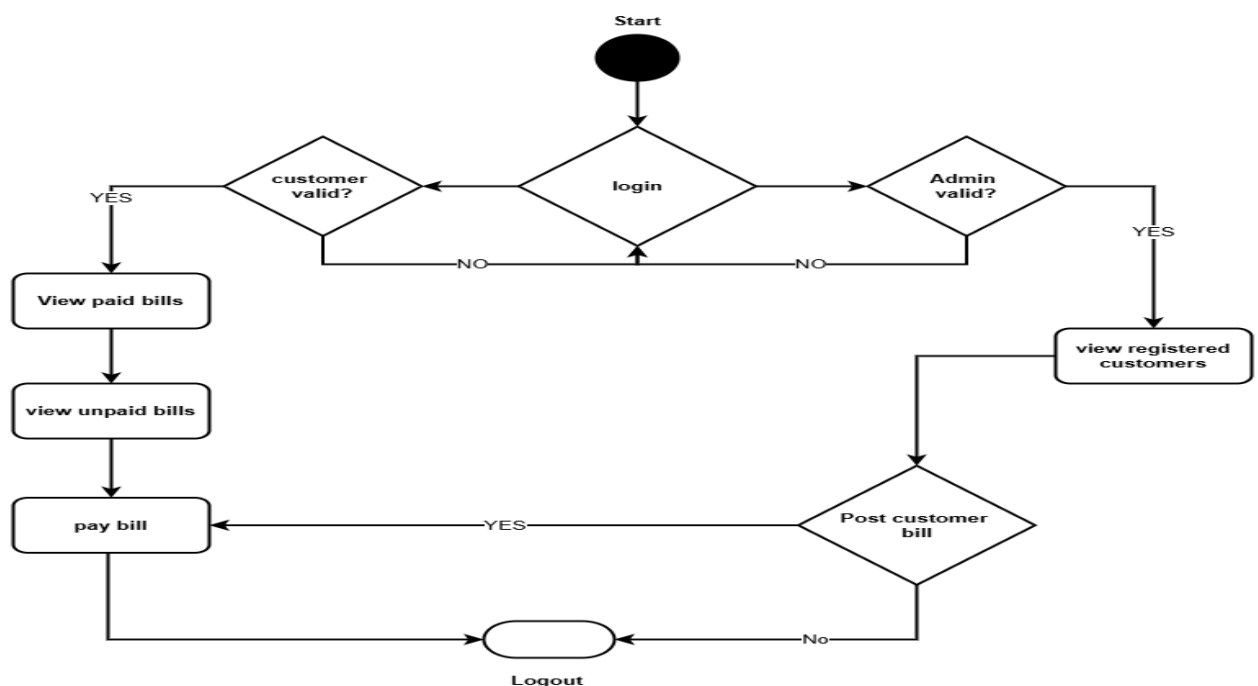 Start
customer
valid?
login
Admin
valid?
YES
YES
NO
NO
View paid bills
view registered
customers
view unpaid bills
pay bill
YES
Post customer
bill
No
Logout